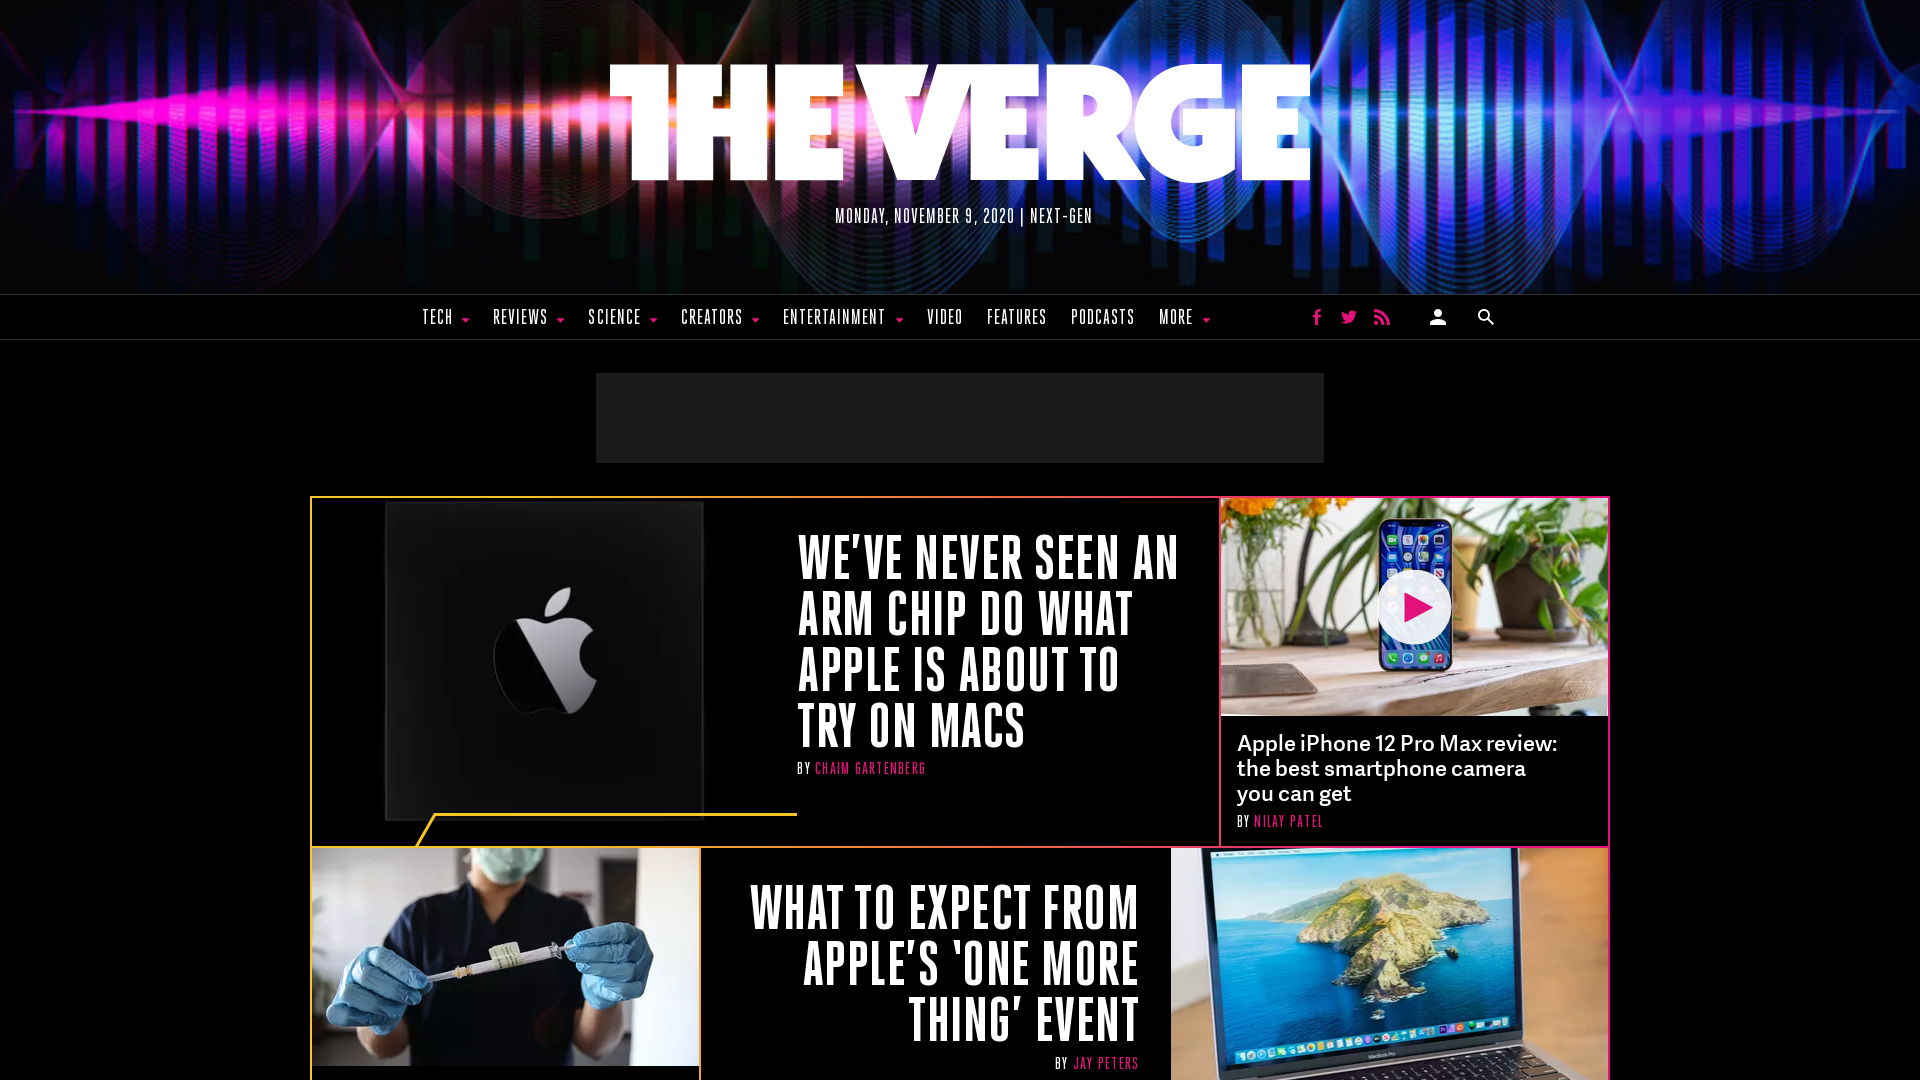 THE VERGE
MONDAY, NOVEMBER 9, 2020 | NEXT-GEN
TECH REVIEWS SCIENCE CREATORS ENTERTAINMENT VIDEO FEATURES PODCASTS MORE
WE'VE NEVER SEEN AN
ARM CHIP DO WHAT
APPLE IS ABOUT TO
TRY ON MACS
BY CHAIM GARTENBERG
Apple iPhone 12 Pro Max review:
the best smartphone camera
you can get
BY NILAY PATEL
WHAT TO EXPECT FROM
APPLE'S ‘ONE MORE
THING’ EVENT
BY JAY PETERS
MacBook Pro